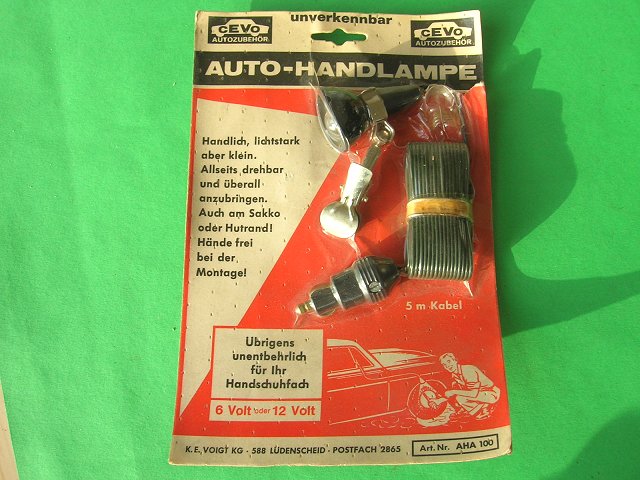 unverkennbar
CEVO
AUTOZUBEHÖR
CEVO
AUTOZUBEHÖR
AUTO-HANDLAMPE
Handlich, lichtstark
aber klein.
Allseits drehbar
und überall
anzubringen.
Auch am Sakko
oder Hutrand!
Hände frei
bei der
Montage!
5 m Kabel
Übrigens
unentbehrlich
für Ihr
Handschuhfach
6 Volt oder 12 Volt
K.E. VOIGT KG - 588 LÜDENSCHEID - POSTFACH 2865
Art. Nr. AHA 100